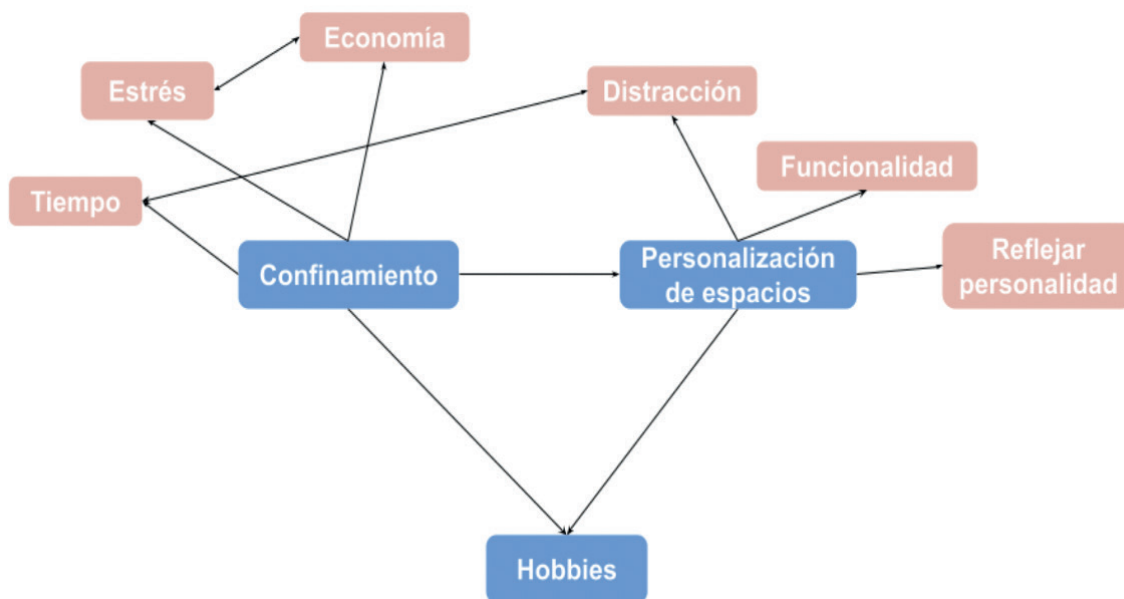 Economía
Estrés
Distracción
Funcionalidad
Tiempo
Confinamiento
Personalización
de espacios
Reflejar
personalidad
Hobbies